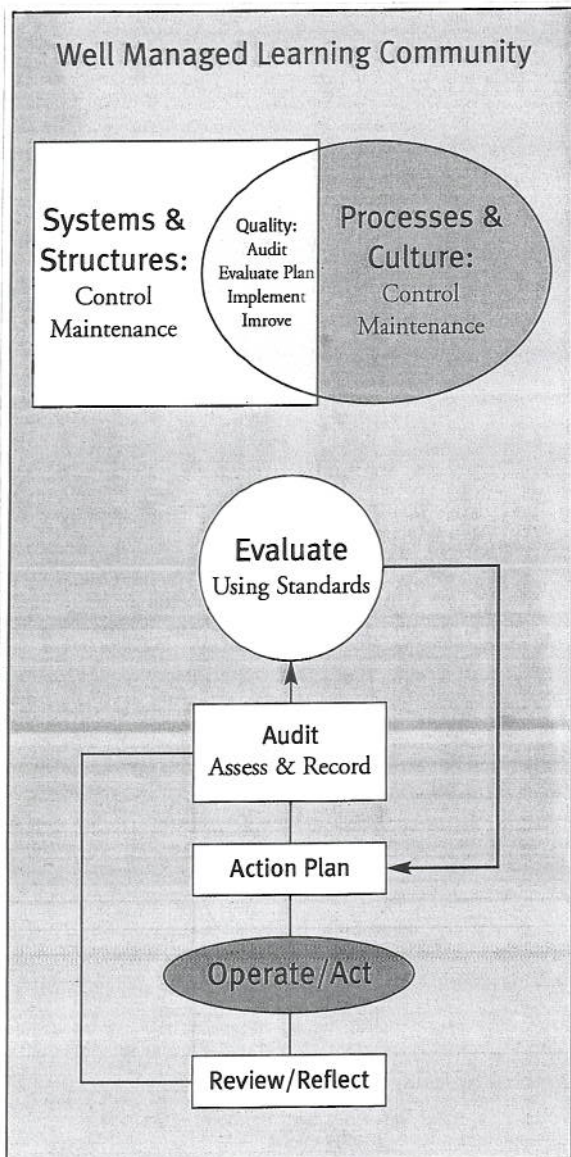 Well Managed Learning Community
Systems &
Structures:
Control
Maintenance
Quality:
Audit
Evaluate Plan
Implement
Imrove
Processes &
Culture:
Control
Maintenance
Evaluate
Using Standards
Audit
Assess & Record
Action Plan
Operate/Act
Review/Reflect